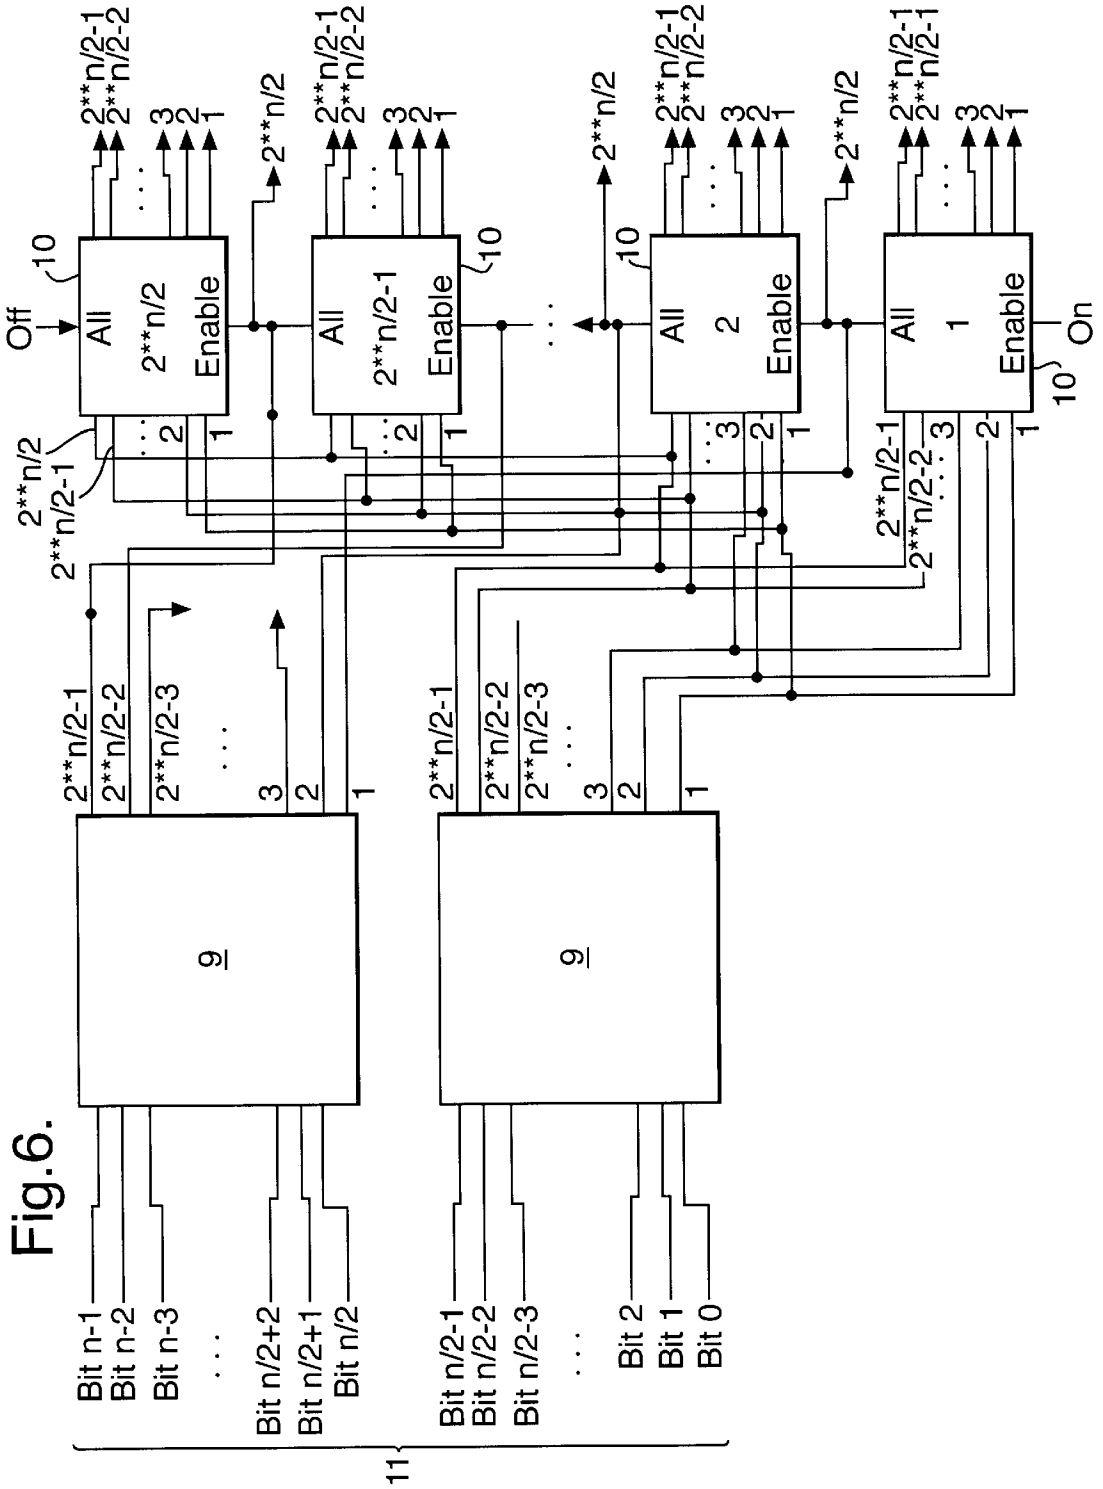 Fig.6.
11
Bit n-1
Bit n-2
Bit n-3
. . . .
Bit n/2+2
Bit n/2+1
Bit n/2
Bit n/2-1
Bit n/2-2
Bit n/2-3
. . . .
Bit 2
Bit 1
Bit 0
9
2**n/2-1
2**n/2-2
2**n/2-3
. . . .
3
2
1
9
2**n/2-1
2**n/2-2
2**n/2-3
. . . .
3
2
1
2**n/2
2**n/2-1
. . . .
2
1
Off
10
All
2**n/2
Enable
2**n/2-1
2**n/2-2
. . . .
3
2
1
2**n/2
. . . .
2
1
All
2**n/2-1
Enable
10
2**n/2-1
2**n/2-2
. . . .
3
2
1
. . . .
2**n/2
. . . .
3
2
1
10
All
2
Enable
2**n/2-1
2**n/2-2
. . . .
3
2
1
2**n/2
2**n/2-1
2**n/2-2
. . . .
3
2
1
All
1
Enable
10
On
2**n/2-1
2**n/2-1
. . . .
3
2
1